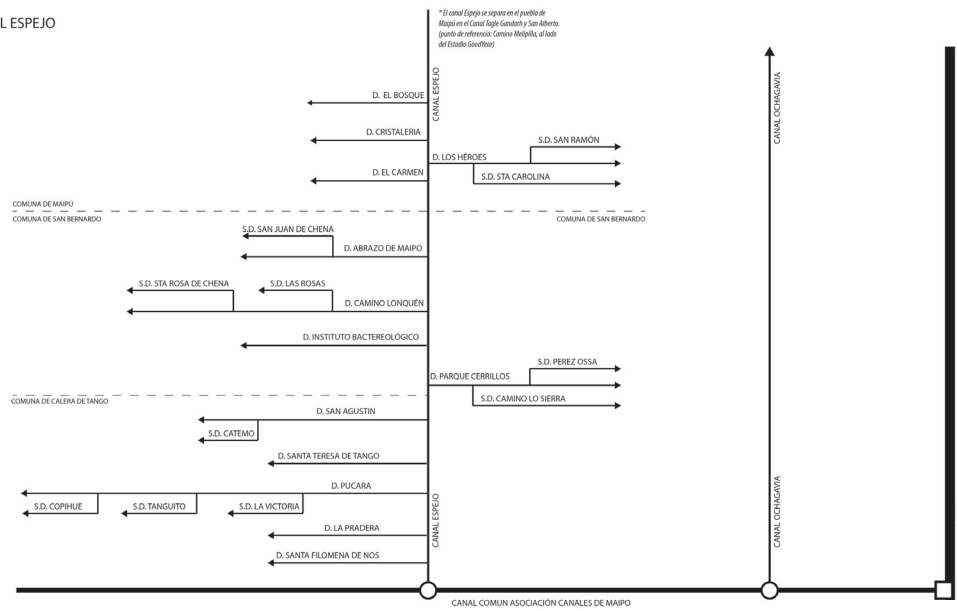 L ESPEJO
* El canal Espejo se separa en el pueblo de
Maipú en el Canal Tagle Gandarh y San Alberto.
(punto de referencia: Camino Melipilla, al lado
del Estadio GoodYear)
CANAL ESPEJO
CANAL OCHAGAVIA
D. EL BOSQUE
D. CRISTALERIA
S.D. SAN RAMÓN
D. LOS HÉROES
D. EL CARMEN
S.D. STA CAROLINA
COMUNA DE MAIPÚ
COMUNA DE SAN BERNARDO
COMUNA DE SAN BERNARDO
S.D. SAN JUAN DE CHENA
D. ABRAZO DE MAIPO
S.D. STA ROSA DE CHENA
S.D. LAS ROSAS
D. CAMINO LONQUÉN
D. INSTITUTO BACTEREOLÓGICO
S.D. PEREZ OSSA
D. PARQUE CERRILLOS
S.D. CAMINO LO SIERRA
COMUNA DE CALERA DE TANGO
D. SAN AGUSTIN
S.D. CATEMO
D. SANTA TERESA DE TANGO
D. PUCARA
S.D. COPIHUE
S.D. TANGUITO
S.D. LA VICTORIA
CANAL ESPEJO
CANAL OCHAGAVIA
D. LA PRADERA
D. SANTA FILOMENA DE NOS
CANAL COMUN ASOCIACIÓN CANALES DE MAIPO